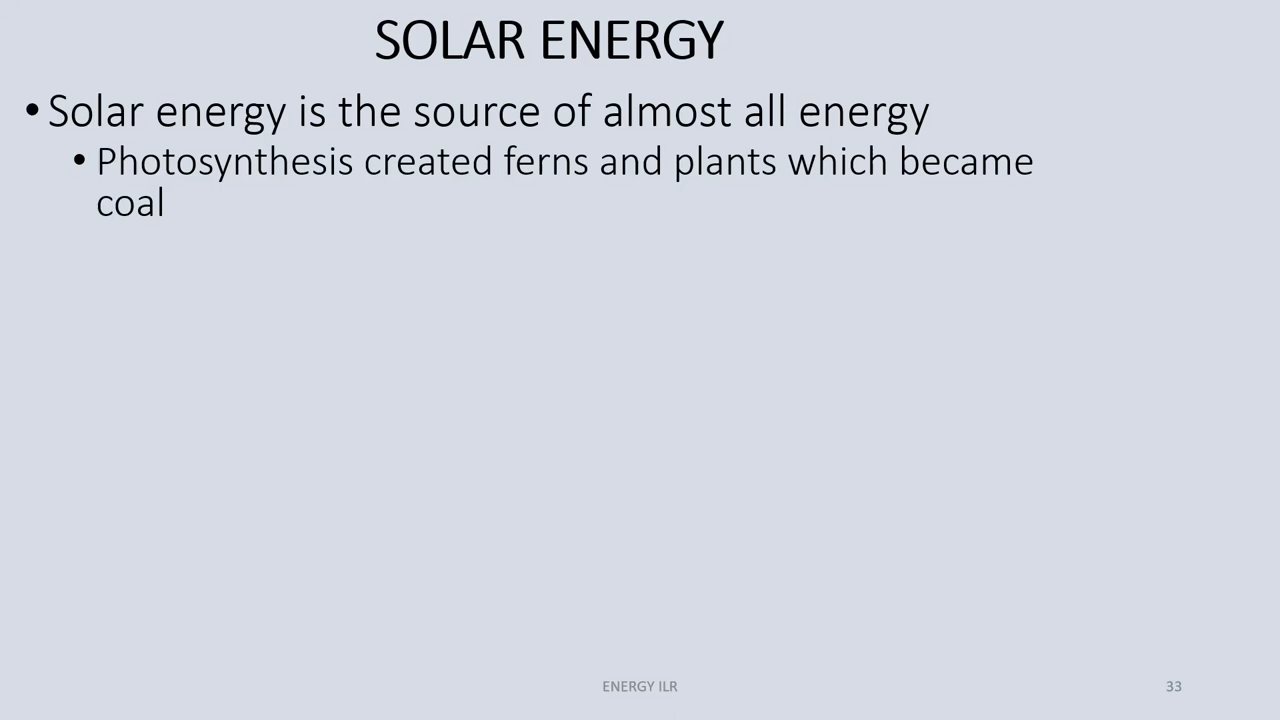 SOLAR ENERGY
• Solar energy is the source of almost all energy
• Photosynthesis created ferns and plants which became
coal
ENERGY ILR
33